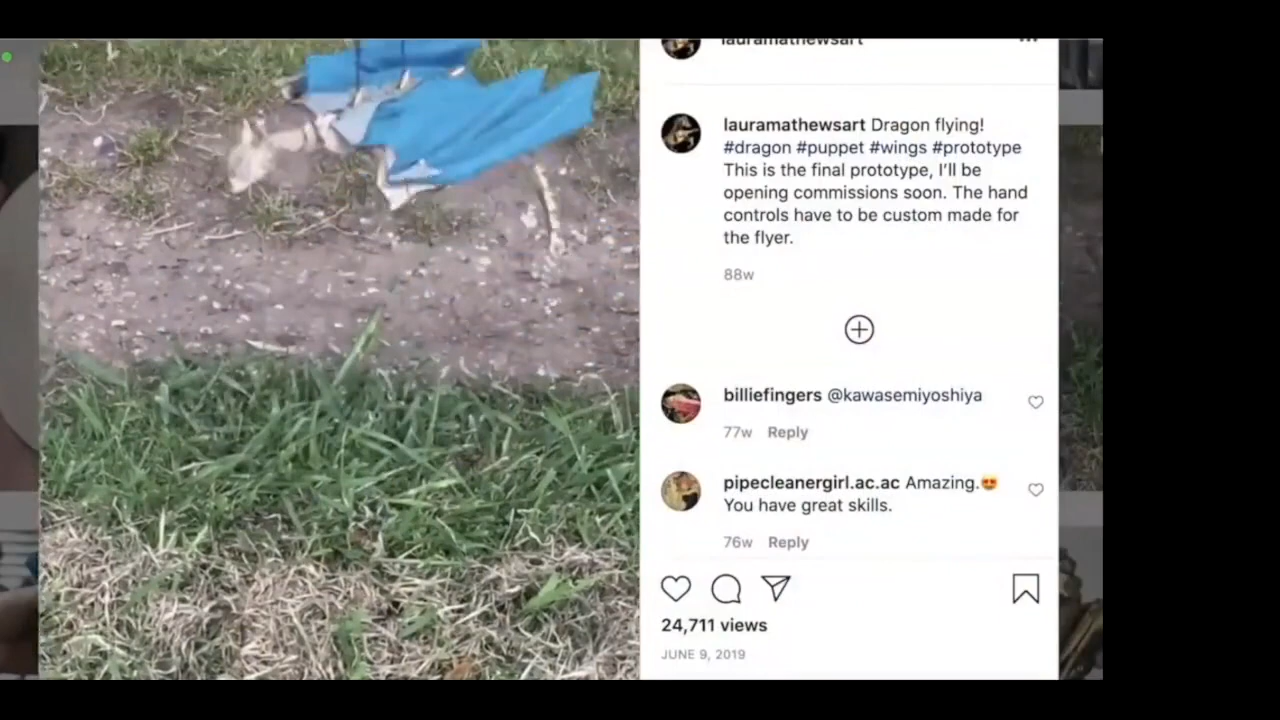 lauramathewsart
lauramathewsart Dragon flying!
#dragon #puppet #wings #prototype
This is the final prototype, I'll be
opening commissions soon. The hand
controls have to be custom made for
the flyer.
88w
billiefingers @kawasemiyoshiya
77w Reply
pipecleanergirl.ac.ac Amazing.😍
You have great skills.
76w Reply
24,711 views
JUNE 9, 2019